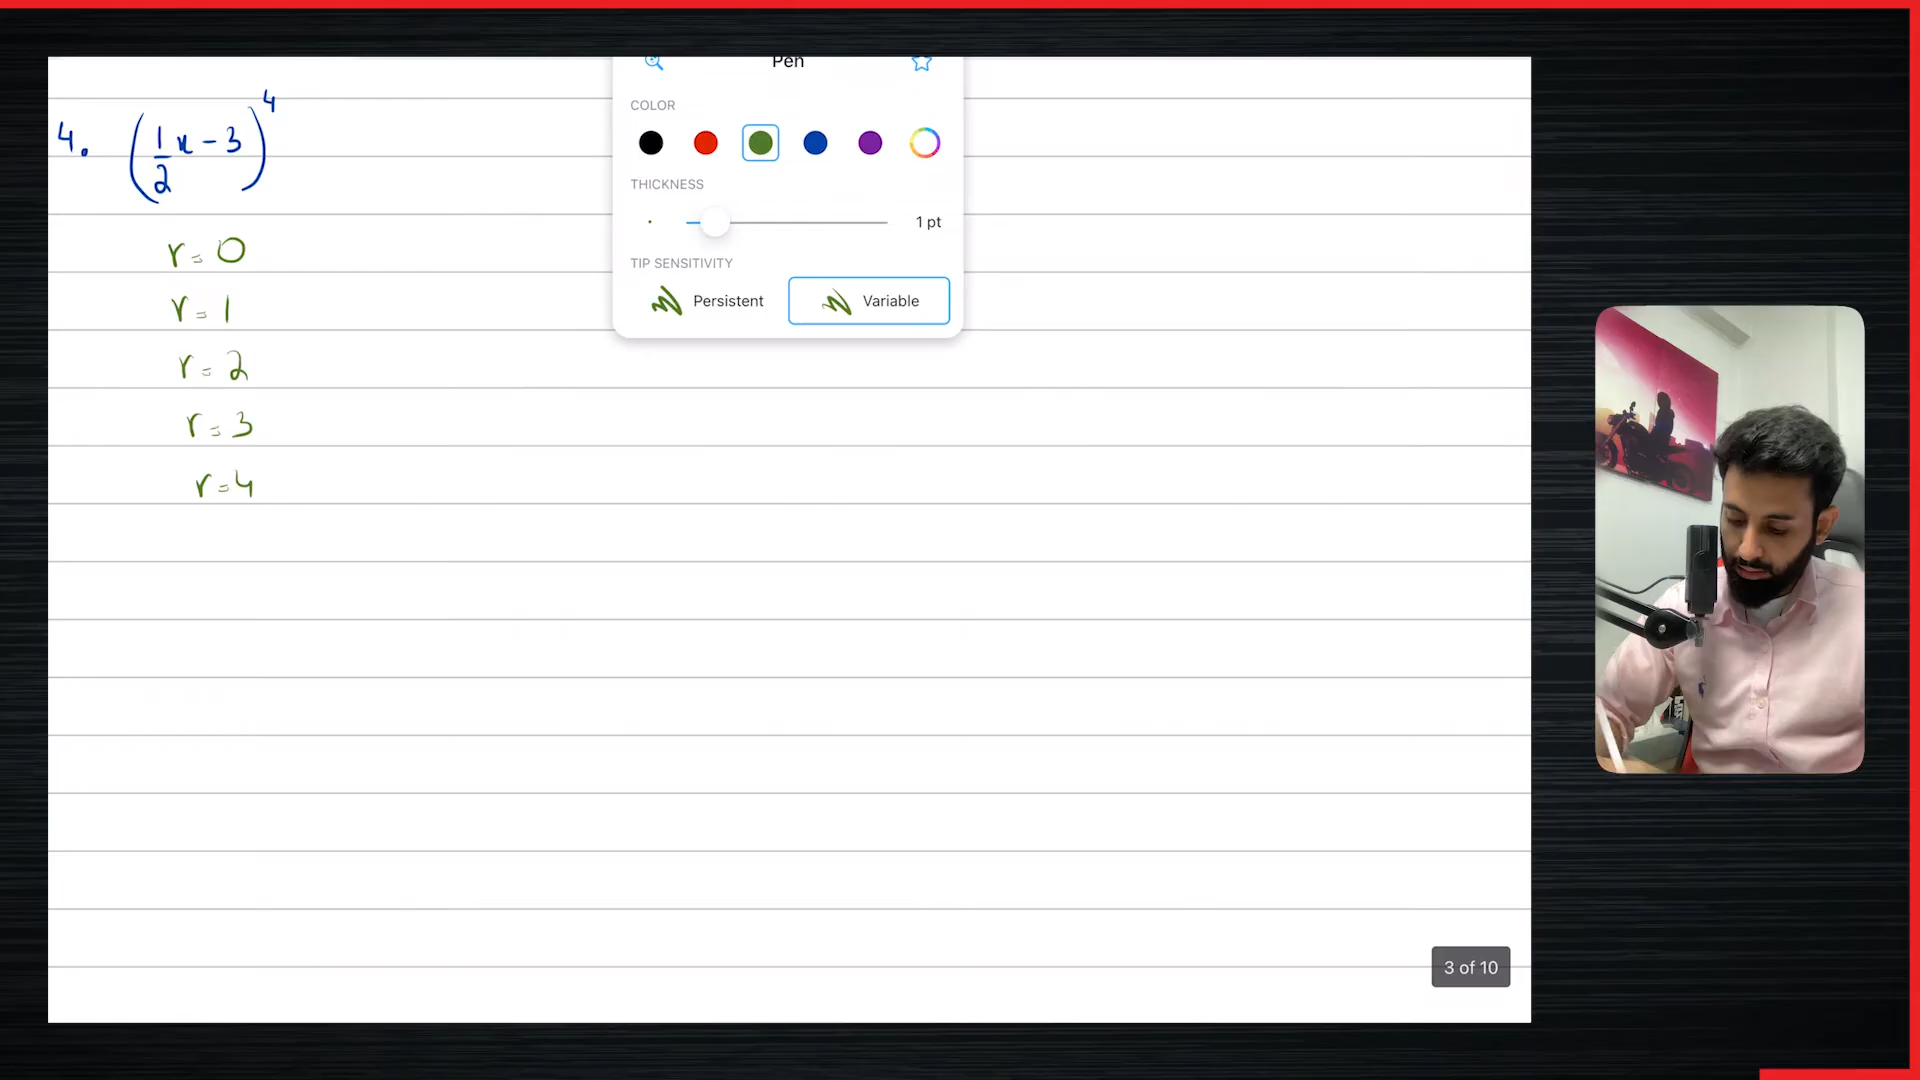 Pen
COLOR
THICKNESS
1 pt
TIP SENSITIVITY
Persistent Variable
4. (1/2 x - 3)^4
r = 0
r = 1
r = 2
r = 3
r = 4
3 of 10